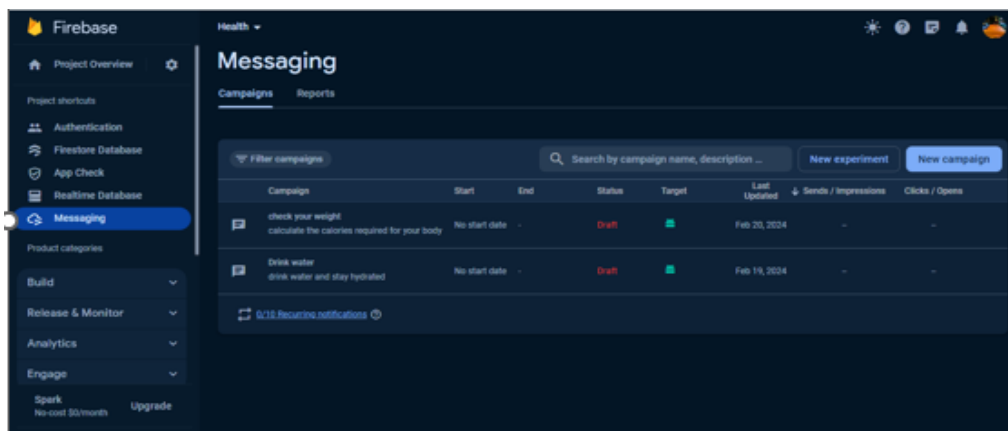 Firebase
Health
Project Overview
Messaging
Campaigns Reports
Project shortcuts
Authentication
Firestore Database
App Check
Realtime Database
Messaging
Product categories
Build
Release & Monitor
Analytics
Engage
Spark
No-cost $0/month
Upgrade
Filter campaigns
Search by campaign name, description ...
New experiment
New campaign
Campaign Start End Status Target Last Updated Sends / Impressions Clicks / Opens
check your weight
calculate the calories required for your body
No start date - Draft Feb 20, 2024 – –
Drink water
drink water and stay hydrated
No start date - Draft Feb 19, 2024 – –
0/10 Recurring notifications